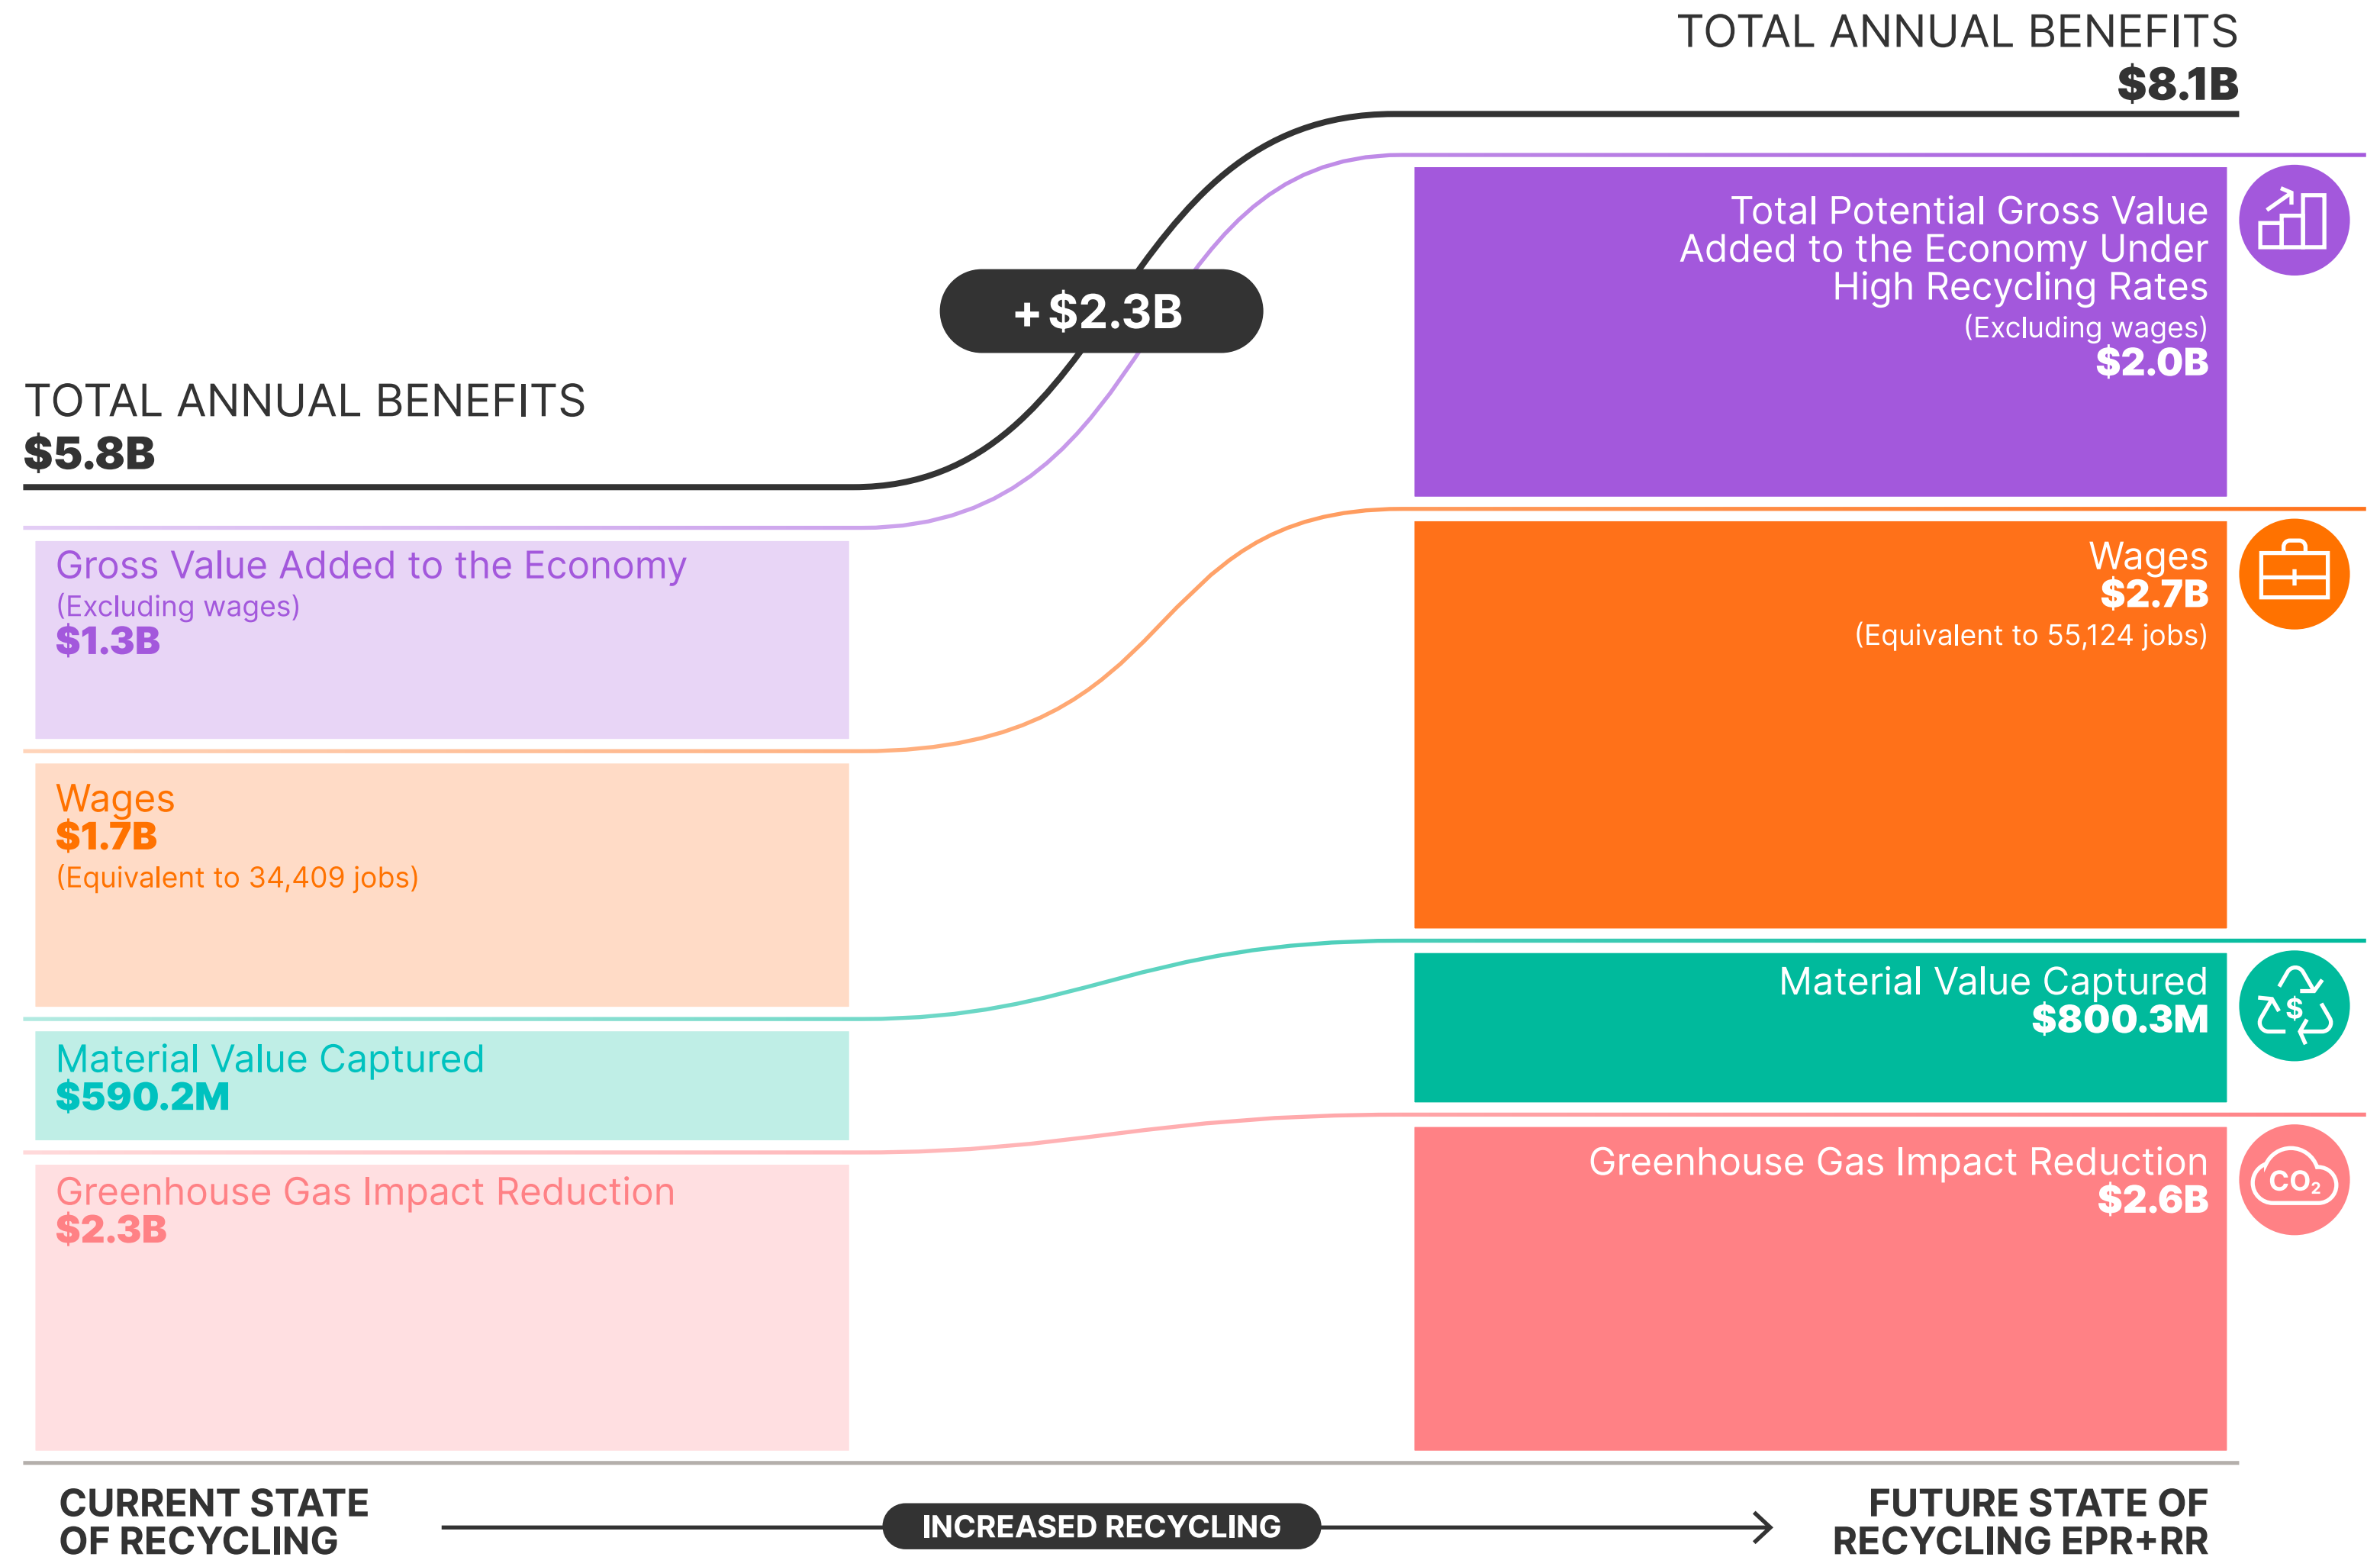 TOTAL ANNUAL BENEFITS
$8.1B
Total Potential Gross Value
Added to the Economy Under
High Recycling Rates
(Excluding wages)
$2.0B
+$2.3B
TOTAL ANNUAL BENEFITS
$5.8B
Gross Value Added to the Economy
(Excluding wages)
$1.3B
Wages
$2.7B
(Equivalent to 55,124 jobs)
Wages
$1.7B
(Equivalent to 34,409 jobs)
Material Value Captured
$800.3M
$
Material Value Captured
$590.2M
Greenhouse Gas Impact Reduction
$2.6B
CO₂
Greenhouse Gas Impact Reduction
$2.3B
CURRENT STATE
OF RECYCLING
INCREASED RECYCLING
FUTURE STATE OF
RECYCLING EPR+RR